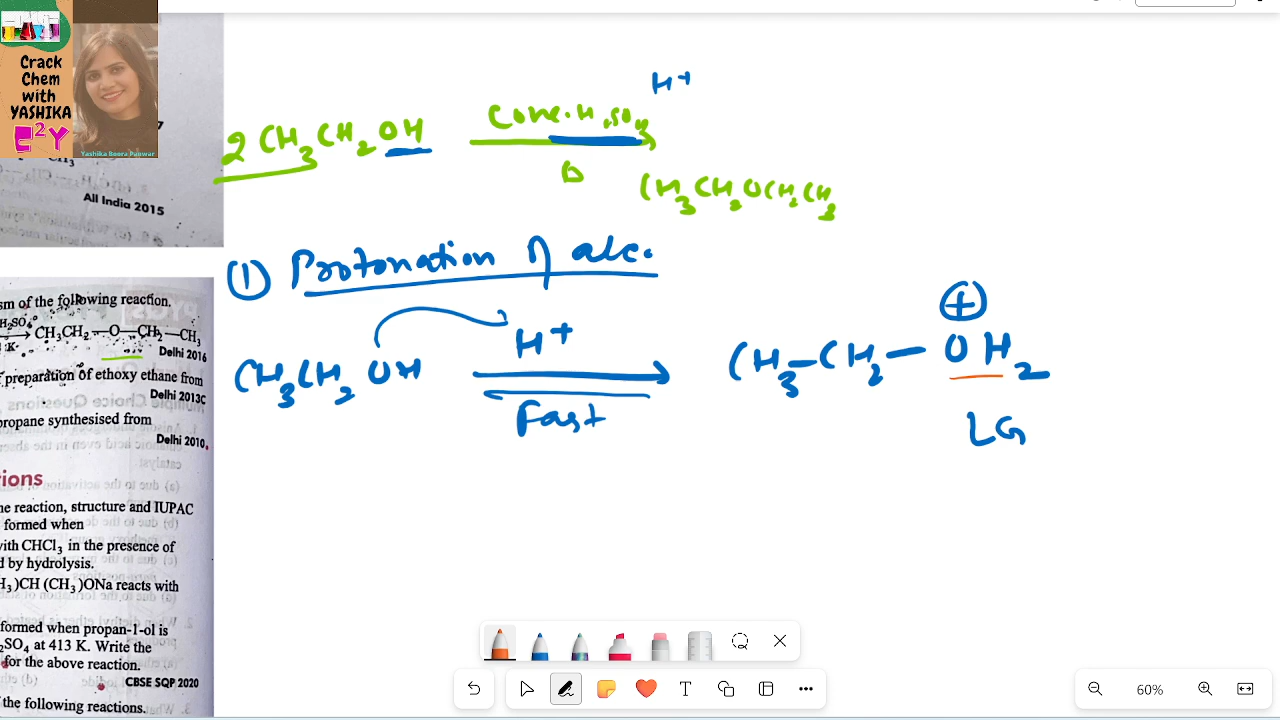 Crack
Chem
with
YASHIKA
E2Y
Yashika Beera Panwar
All India 2015
2 CH3CH2OH
Conc. H2SO4
H+
Δ
CH3CH2OCH2CH3
① Protonation of alc.
CH3CH2OH
H+
Fast
CH3-CH2-OH2
+
LG
sm of the following reaction.
H2SO4
CH3CH2—O—CH2—CH3
K
Delhi 2016
preparation of ethoxy ethane from
Delhi 2013C
propane synthesised from
Delhi 2010,
ions
ne reaction, structure and IUPAC
formed when
with CHCl3 in the presence of
d by hydrolysis.
H3)CH (CH3)ONa reacts with
formed when propan-1-ol is
2SO4 at 413 K. Write the
for the above reaction.
CBSE SQP 2020
the following reactions.
T
60%